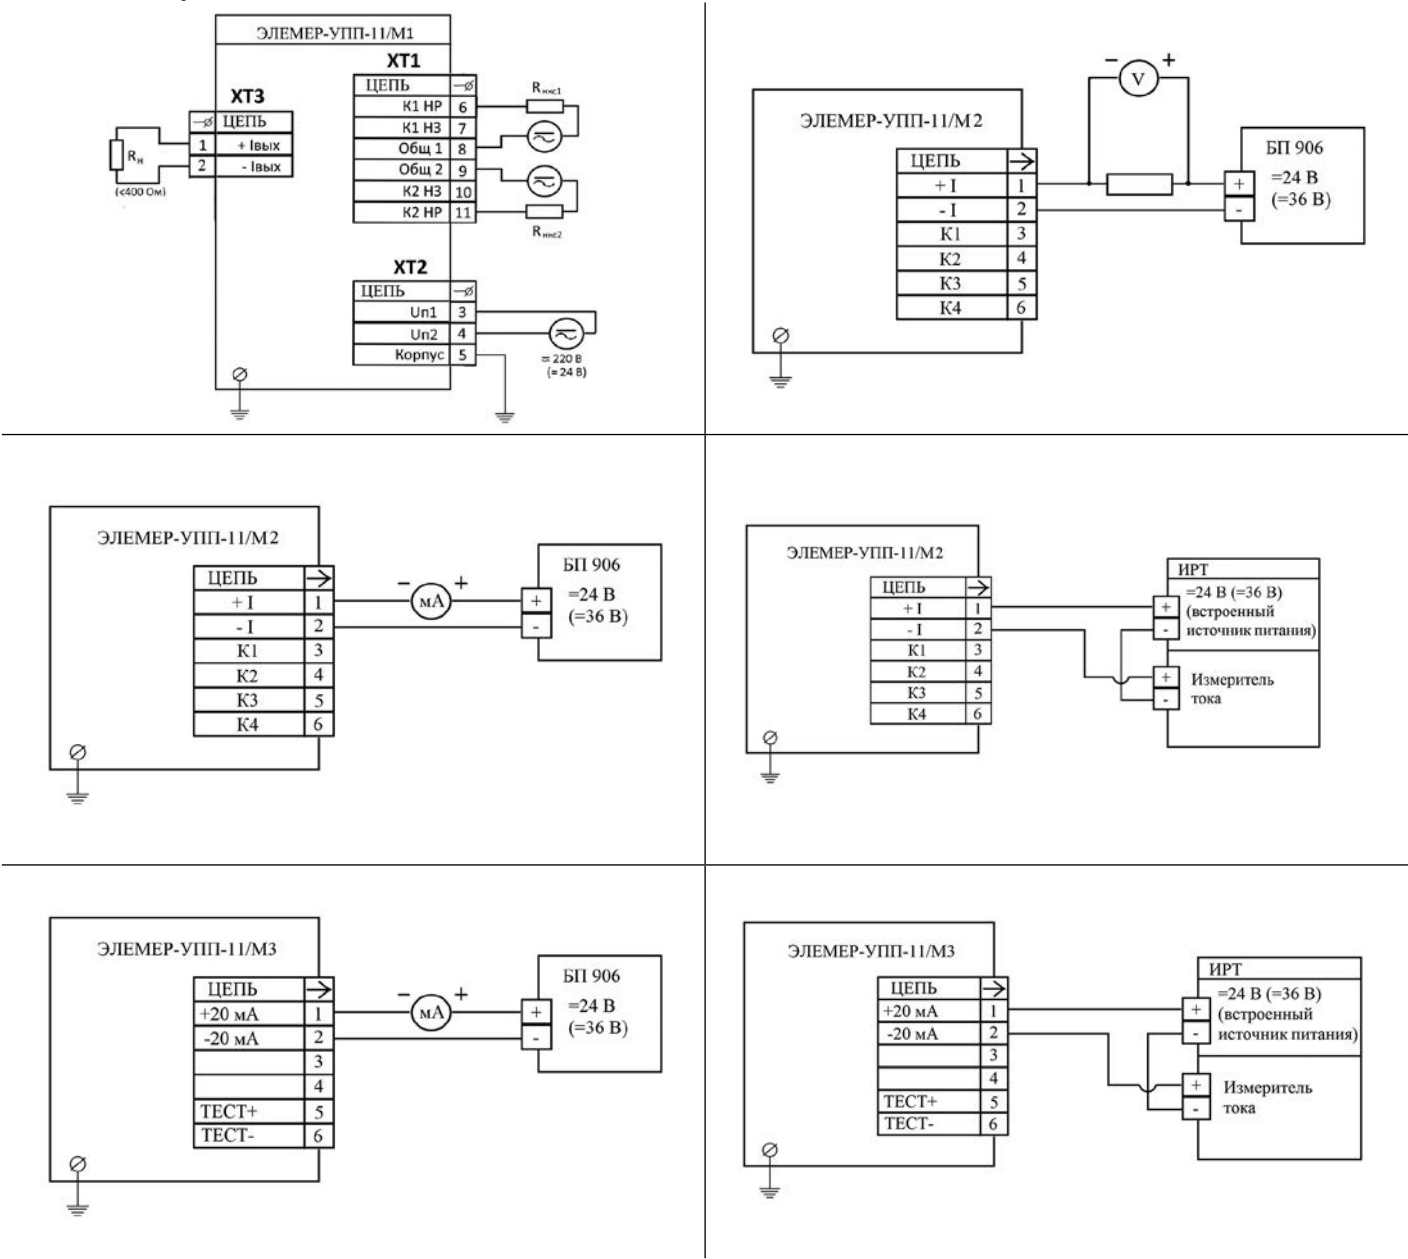 ЭЛЕМЕР-УПП-11/М1
XT1
ЦЕПЬ
К1 НР 6
К1 НЗ 7
Общ 1 8
Общ 2 9
К2 НЗ 10
К2 НР 11
Rмнс1
Rмнс2
XT3
ЦЕПЬ
1 + Iвых
2 - Iвых
Rн
(<400 Ом)
XT2
ЦЕПЬ
Uп1 3
Uп2 4
Корпус 5
= 220 В
(= 24 В)
ЭЛЕМЕР-УПП-11/М2
ЦЕПЬ
+ I 1
- I 2
К1 3
К2 4
К3 5
К4 6
- V +
БП 906
+ =24 В
- (=36 В)
ЭЛЕМЕР-УПП-11/М2
ЦЕПЬ
+ I 1
- I 2
К1 3
К2 4
К3 5
К4 6
- мА +
БП 906
+ =24 В
- (=36 В)
ЭЛЕМЕР-УПП-11/М2
ЦЕПЬ
+ I 1
- I 2
К1 3
К2 4
К3 5
К4 6
ИРТ
=24 В (=36 В)
+ (встроенный
- источник питания)
+ Измеритель
- тока
ЭЛЕМЕР-УПП-11/М3
ЦЕПЬ
+20 мА 1
-20 мА 2
3
4
ТЕСТ+ 5
ТЕСТ- 6
- мА +
БП 906
+ =24 В
- (=36 В)
ЭЛЕМЕР-УПП-11/М3
ЦЕПЬ
+20 мА 1
-20 мА 2
3
4
ТЕСТ+ 5
ТЕСТ- 6
ИРТ
=24 В (=36 В)
+ (встроенный
- источник питания)
+ Измеритель
- тока